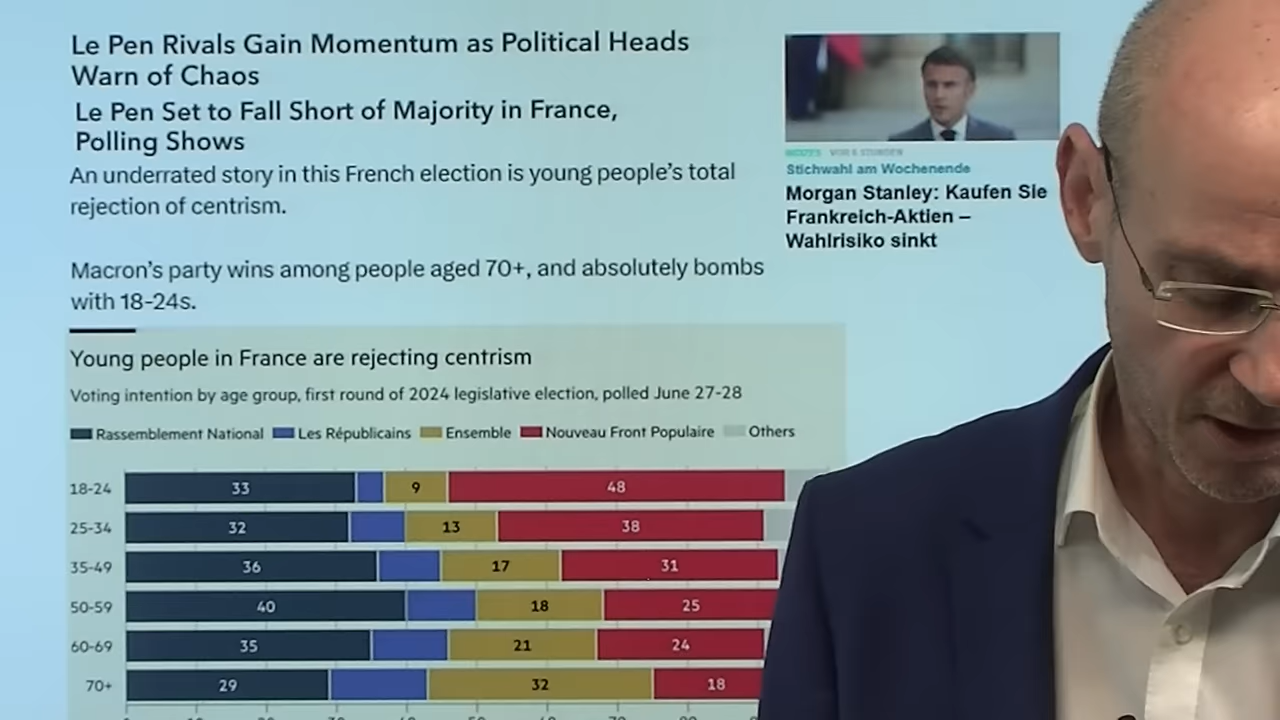 Le Pen Rivals Gain Momentum as Political Heads
Warn of Chaos
Le Pen Set to Fall Short of Majority in France,
Polling Shows
An underrated story in this French election is young people's total
rejection of centrism.
Macron's party wins among people aged 70+, and absolutely bombs
with 18-24s.
VOR 6 STUNDEN
Stichwahl am Wochenende
Morgan Stanley: Kaufen Sie
Frankreich-Aktien –
Wahlrisiko sinkt
Young people in France are rejecting centrism
Voting intention by age group, first round of 2024 legislative election, polled June 27-28
Rassemblement National Les Républicains Ensemble Nouveau Front Populaire Others
18-24 33 9 48
25-34 32 13 38
35-49 36 17 31
50-59 40 18 25
60-69 35 21 24
70+ 29 32 18